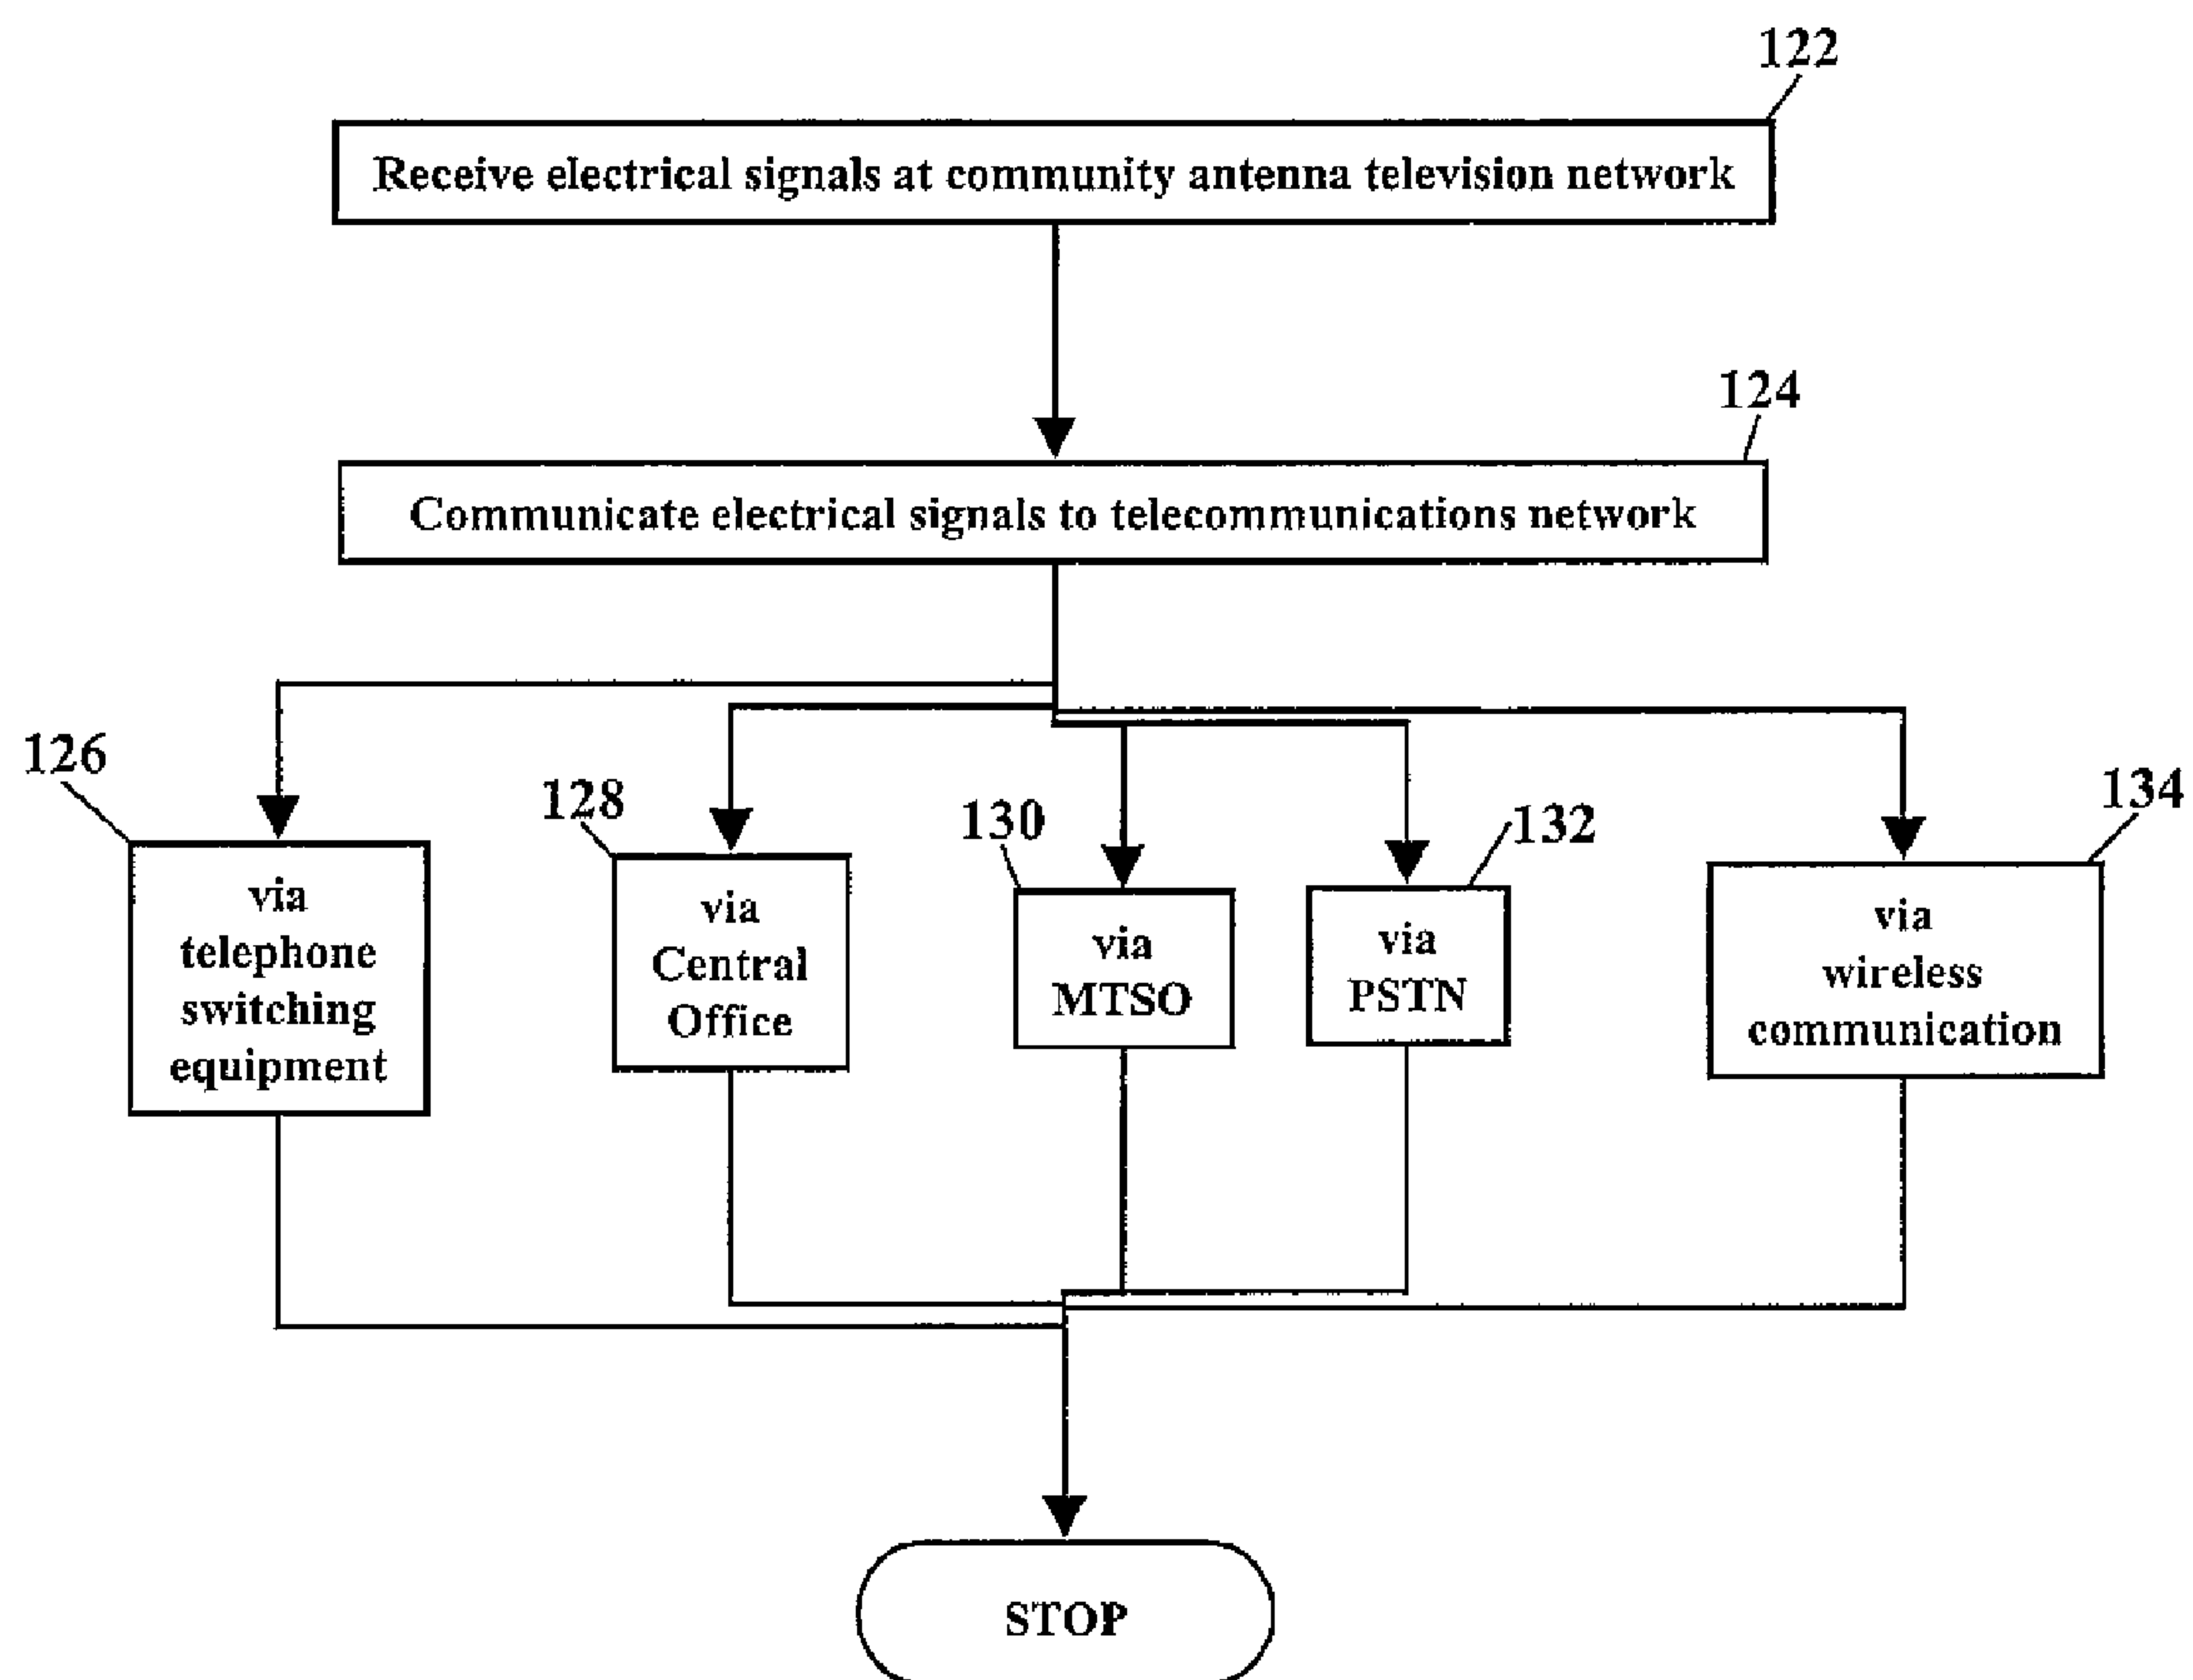 122
Receive electrical signals at community antenna television network
124
Communicate electrical signals to telecommunications network
126
128
130
132
134
via
telephone
switching
equipment
via
Central
Office
via
MTSO
via
PSTN
via
wireless
communication
STOP